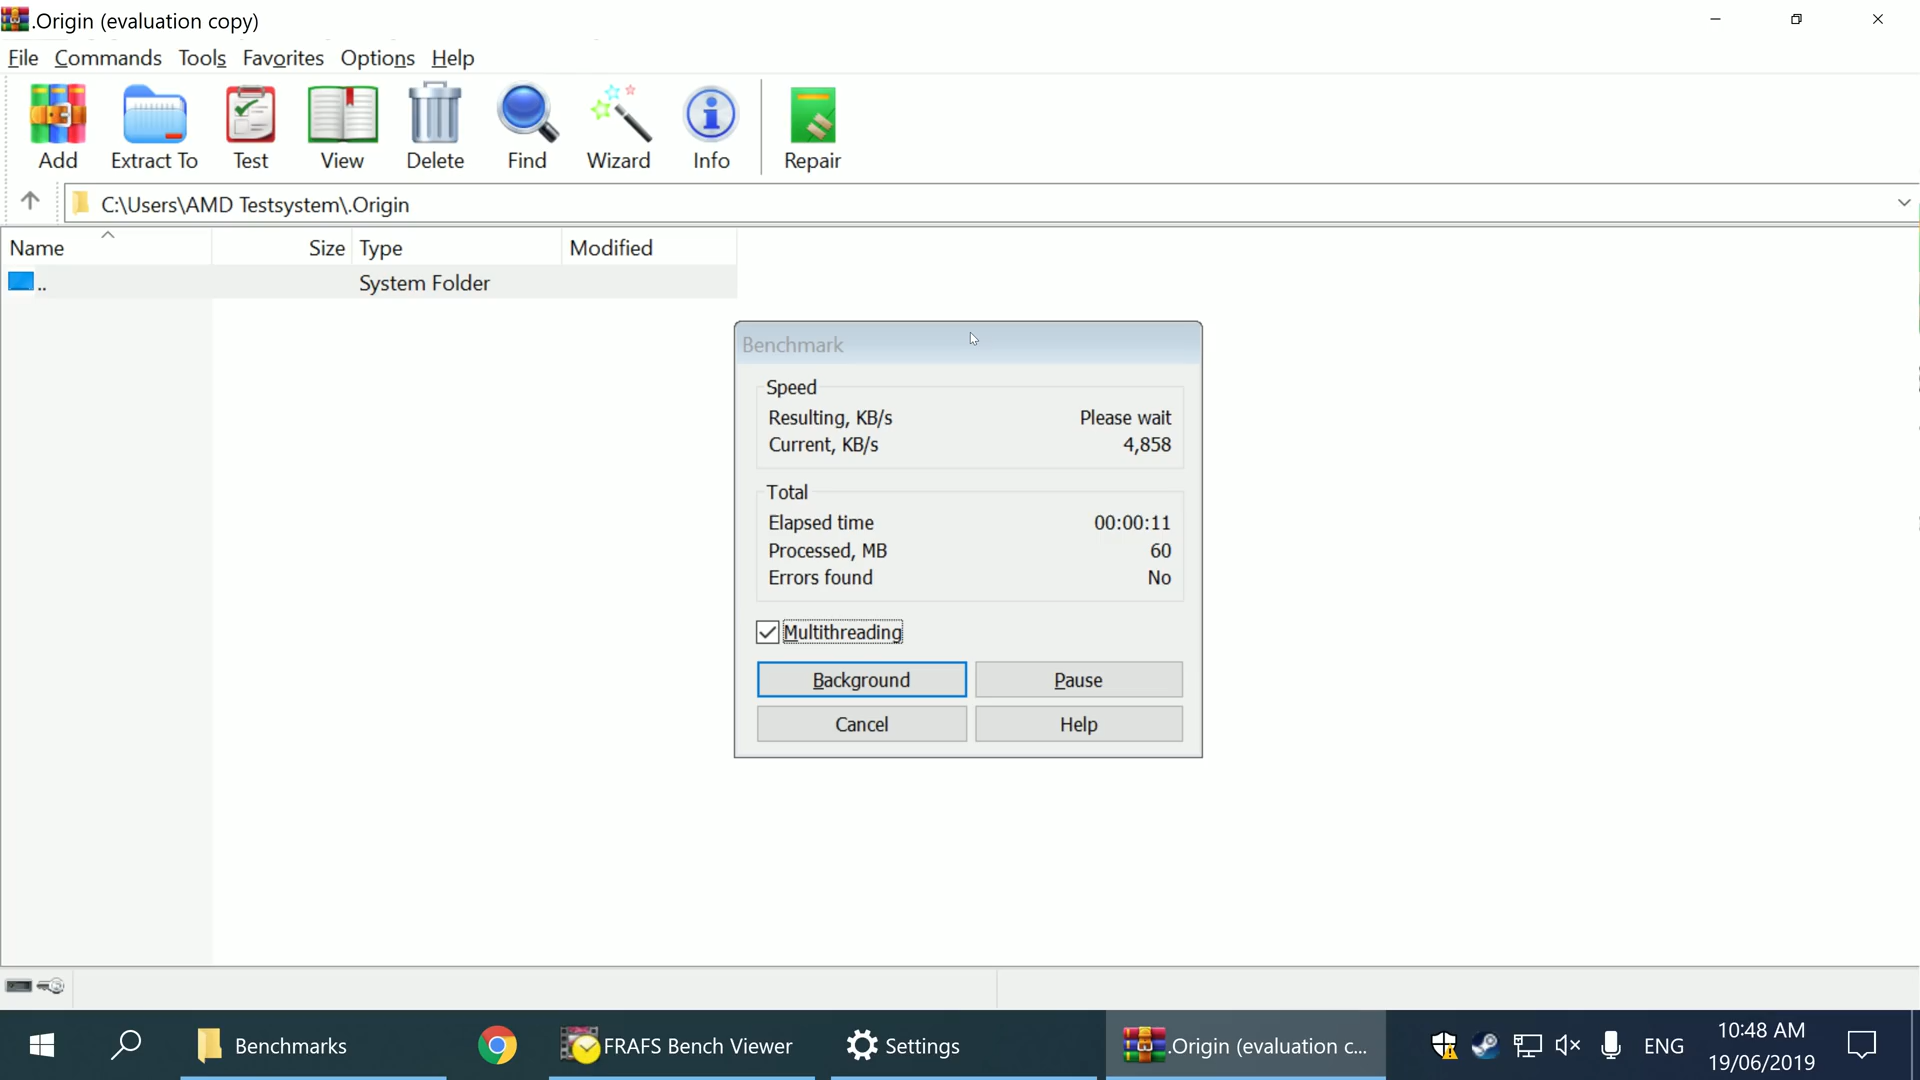 .Origin (evaluation copy)
File Commands Tools Favorites Options Help
Add Extract To Test View Delete Find Wizard Info Repair
C:\Users\AMD Testsystem\.Origin
Name Size Type Modified
.. System Folder
Benchmark
Speed
Resulting, KB/s Please wait
Current, KB/s 4,858
Total
Elapsed time 00:00:11
Processed, MB 60
Errors found No
Multithreading
Background Pause
Cancel Help
Benchmarks FRAFS Bench Viewer Settings .Origin (evaluation c... ENG 10:48 AM
19/06/2019